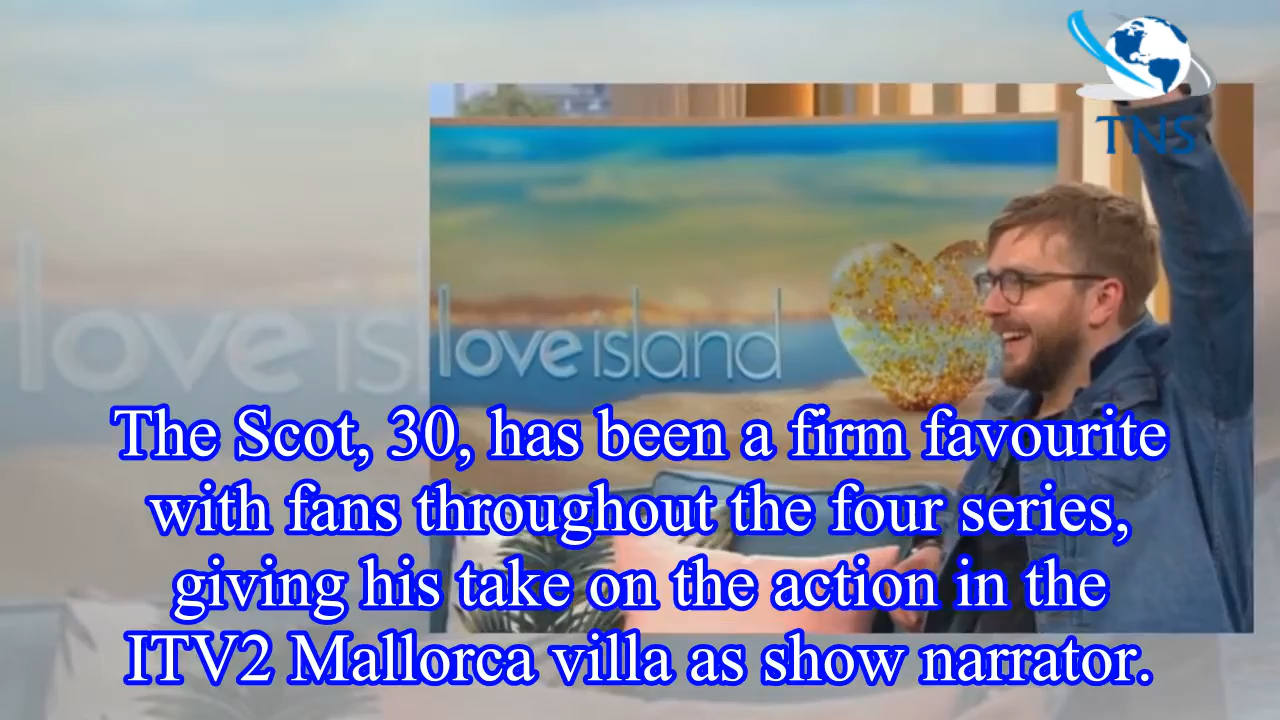 TNS
love is
love island
The Scot, 30, has been a firm favourite
with fans throughout the four series,
giving his take on the action in the
ITV2 Mallorca villa as show narrator.